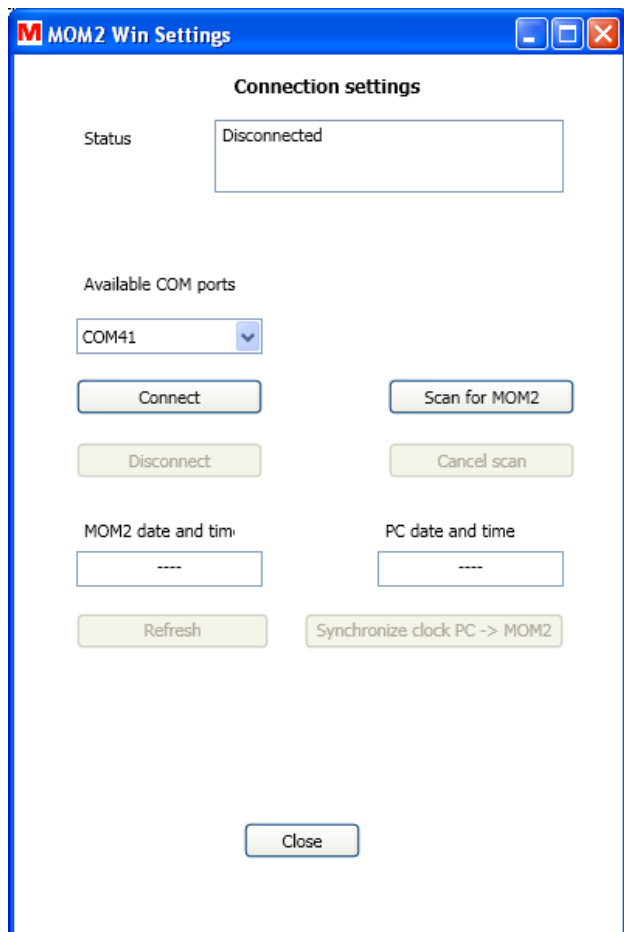 M MOM2 Win Settings
Connection settings
Status
Disconnected
Available COM ports
COM41
Connect
Scan for MOM2
Disconnect
Cancel scan
MOM2 date and tim
PC date and time
----
----
Refresh
Synchronize clock PC -> MOM2
Close